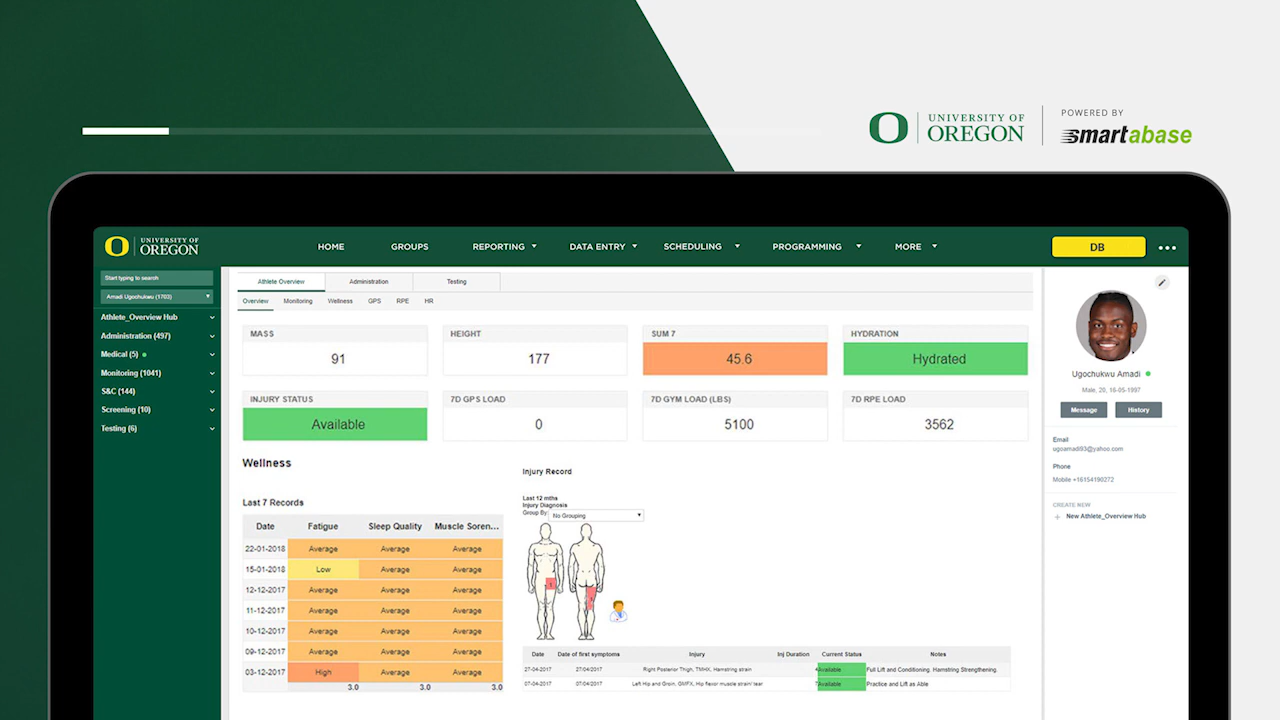 UNIVERSITY OF
OREGON
POWERED BY
smartabase
UNIVERSITY OF
OREGON
HOME
GROUPS
REPORTING
DATA ENTRY
SCHEDULING
PROGRAMMING
MORE
DB
Start typing to search
Amadi Ugochukwu (1703)
Athlete_Overview Hub
Administration (497)
Medical (5)
Monitoring (1041)
S&C (144)
Screening (10)
Testing (6)
Athlete Overview Administration Testing
Overview Monitoring Wellness GPS RPE HR
MASS
91
HEIGHT
177
SUM 7
45.6
HYDRATION
Hydrated
INJURY STATUS
Available
7D GPS LOAD
0
7D GYM LOAD (LBS)
5100
7D RPE LOAD
3562
Wellness
Last 7 Records
Date Fatigue Sleep Quality Muscle Soren...
22-01-2018 Average Average Average
15-01-2018 Low Average Average
12-12-2017 Average Average Average
11-12-2017 Average Average Average
10-12-2017 Average Average Average
09-12-2017 Average Average Average
03-12-2017 High Average Average
3.0 3.0 3.0
Injury Record
Last 12 mths
Injury Diagnosis
Group By: No Grouping
Date Date of first symptoms Injury Inj Duration Current Status Notes
27-04-2017 27/04/2017 Right Posterior Thigh, TMHX, Hamstring strain Available Full Lift and Conditioning. Hamstring Strengthening.
07-04-2017 07/04/2017 Left Hip and Groin, GMFX, Hip flexor muscle strain/ tear Available Practice and Lift as Able
Ugochukwu Amadi
Male, 20, 16-05-1997
Message History
Email
ugoamadi93@yahoo.com
Phone
Mobile +16154190272
CREATE NEW
+ New Athlete_Overview Hub